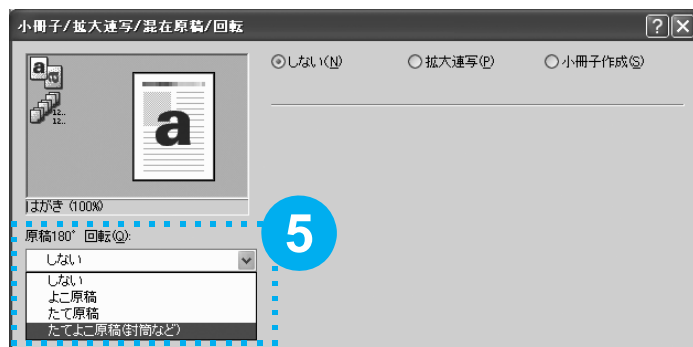 小冊子/拡大連写/混在原稿/回転
しない(N)
拡大連写(P)
小冊子作成(S)
a
a
12..
12..
a
はがき (100%)
原稿180° 回転(Q):
しない
しない
よこ原稿
たて原稿
たてよこ原稿(封筒など)
5